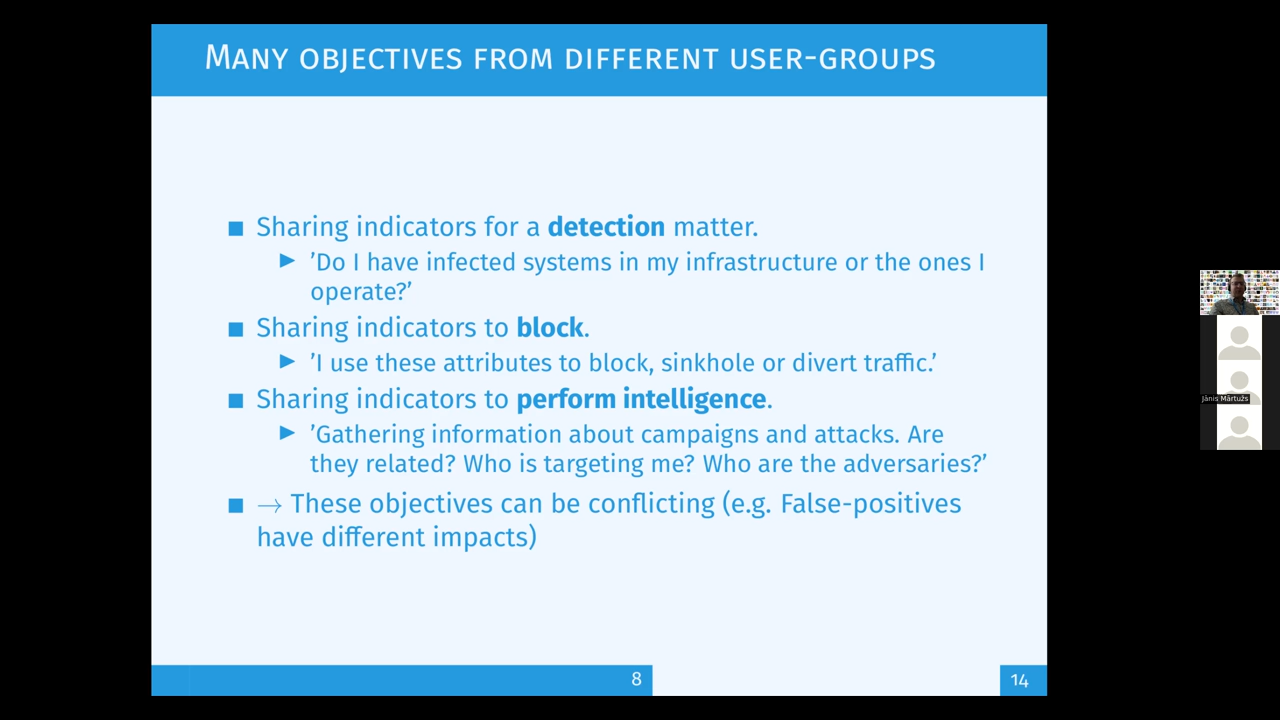 Many objectives from different user-groups
■ Sharing indicators for a detection matter.
▶ ’Do I have infected systems in my infrastructure or the ones I
operate?’
■ Sharing indicators to block.
▶ ’I use these attributes to block, sinkhole or divert traffic.’
■ Sharing indicators to perform intelligence.
▶ ’Gathering information about campaigns and attacks. Are
they related? Who is targeting me? Who are the adversaries?’
■ → These objectives can be conflicting (e.g. False-positives
have different impacts)
8
14
Jānis Mārtužs